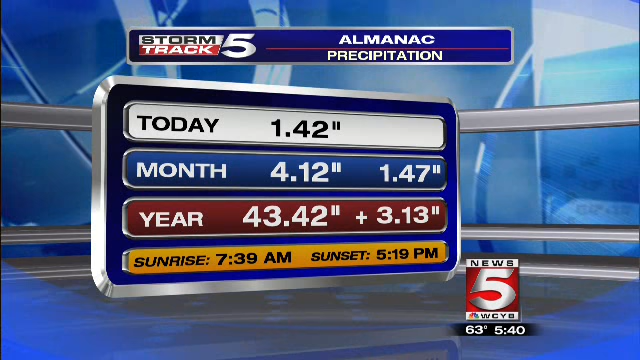 STORM TRACK 5
ALMANAC
PRECIPITATION
TODAY 1.42"
MONTH 4.12" 1.47"
YEAR 43.42" + 3.13"
SUNRISE: 7:39 AM SUNSET: 5:19 PM
NEWS
5
WCYB
63° 5:40